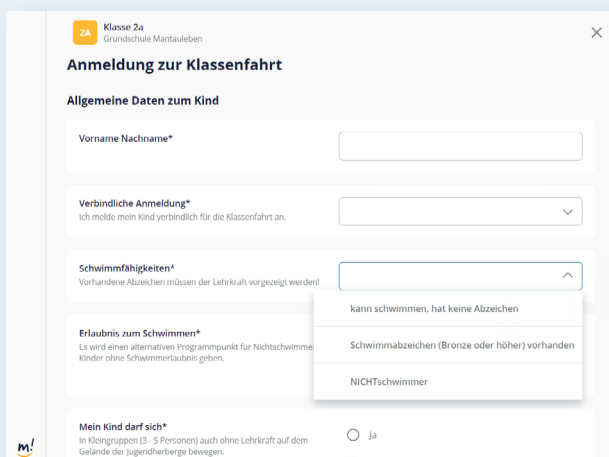 2A
Klasse 2a
Grundschule Mantauleben
Anmeldung zur Klassenfahrt
Allgemeine Daten zum Kind
Vorname Nachname*
Verbindliche Anmeldung*
Ich melde mein Kind verbindlich für die Klassenfahrt an.
Schwimmfähigkeiten*
Vorhandene Abzeichen müssen der Lehrkraft vorgezeigt werden!
kann schwimmen, hat keine Abzeichen
Schwimmabzeichen (Bronze oder höher) vorhanden
NICHTschwimmer
Erlaubnis zum Schwimmen*
Es wird einen alternativen Programmpunkt für Nichtschwimme
Kinder ohne Schwimmerlaubnis geben.
Mein Kind darf sich*
in Kleingruppen (3 - 5 Personen) auch ohne Lehrkraft auf dem
Gelände der Jugendherberge bewegen.
Ja
m!